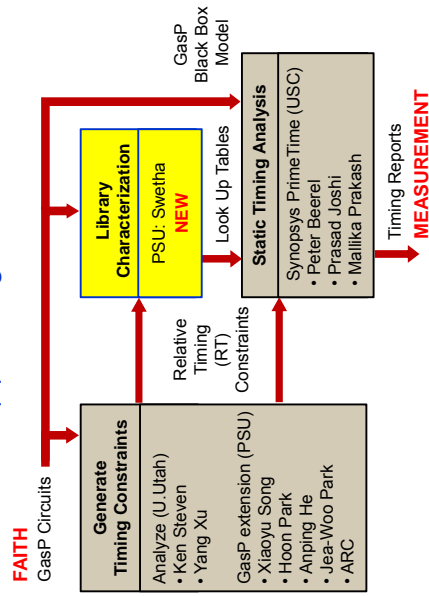 FAITH
GasP Circuits
Generate
Timing Constraints
Analyze (U.Utah)
• Ken Steven
• Yang Xu
GasP extension (PSU)
• Xiaoyu Song
• Hoon Park
• Anping He
• Jea-Woo Park
• ARC
Relative
Timing
(RT)
Constraints
Library
Characterization
PSU: Swetha
NEW
Look Up Tables
GasP
Black Box
Model
Static Timing Analysis
Synopsys PrimeTime (USC)
• Peter Beerel
• Prasad Joshi
• Mallika Prakash
Timing Reports
MEASUREMENT